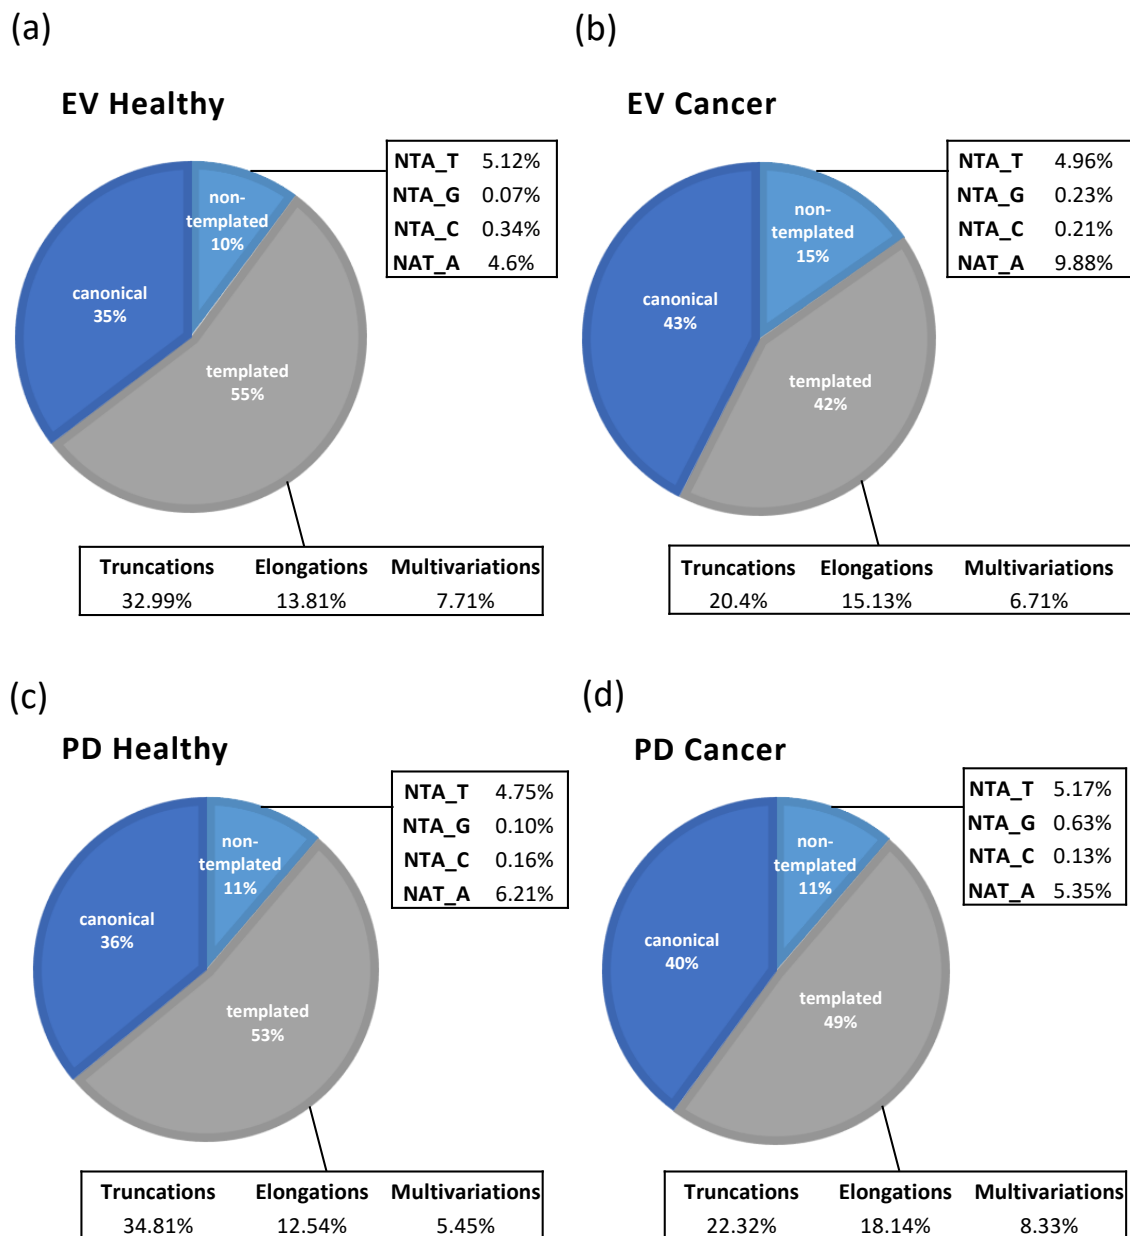 (a)
EV Healthy
NTA_T 5.12%
NTA_G 0.07%
NTA_C 0.34%
NAT_A 4.6%
non-
templated
10%
canonical
35%
templated
55%
Truncations Elongations Multivariations
32.99% 13.81% 7.71%
(b)
EV Cancer
NTA_T 4.96%
NTA_G 0.23%
NTA_C 0.21%
NAT_A 9.88%
non-
templated
15%
canonical
43%
templated
42%
Truncations Elongations Multivariations
20.4% 15.13% 6.71%
(c)
PD Healthy
NTA_T 4.75%
NTA_G 0.10%
NTA_C 0.16%
NAT_A 6.21%
non-
templated
11%
canonical
36%
templated
53%
Truncations Elongations Multivariations
34.81% 12.54% 5.45%
(d)
PD Cancer
NTA_T 5.17%
NTA_G 0.63%
NTA_C 0.13%
NAT_A 5.35%
non-
templated
11%
canonical
40%
templated
49%
Truncations Elongations Multivariations
22.32% 18.14% 8.33%